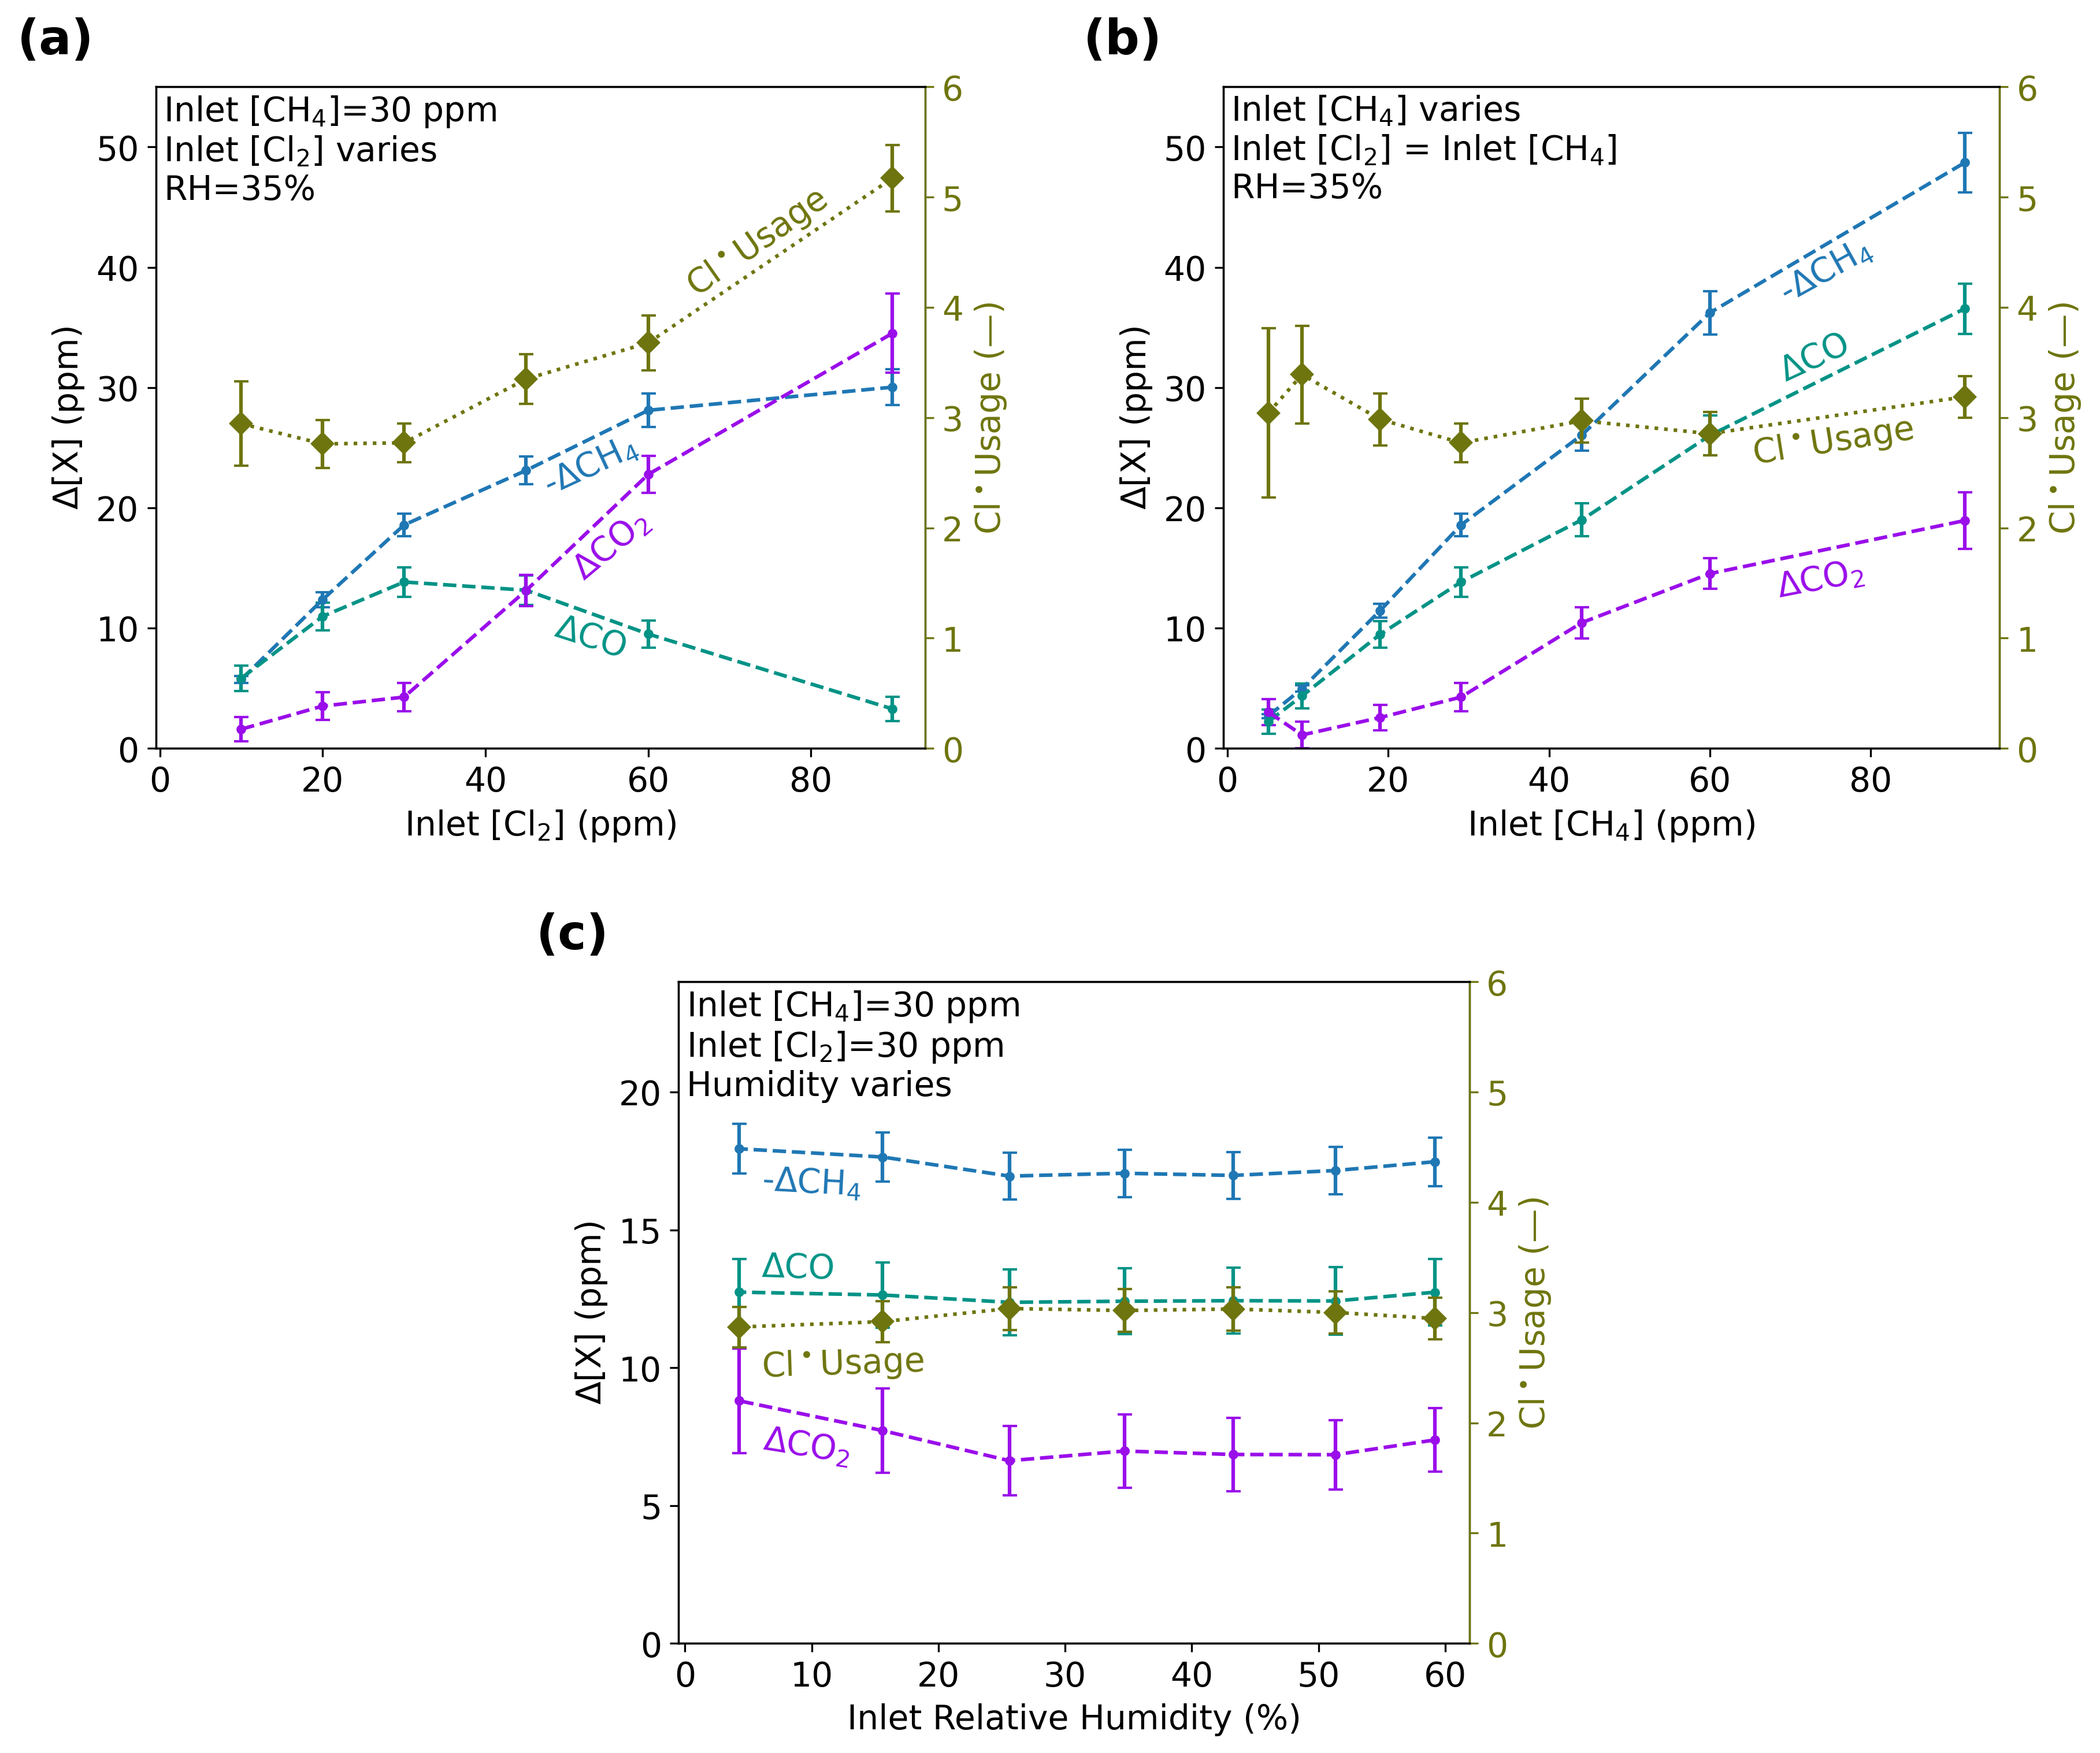 (a)
Inlet [CH₄]=30 ppm
Inlet [Cl₂] varies
RH=35%
Cl•Usage
-ΔCH₄
ΔCO₂
ΔCO
Δ[X] (ppm)
50
40
30
20
10
0
6
5
4
3
2
1
0
Cl•Usage (—)
0 20 40 60 80
Inlet [Cl₂] (ppm)
(b)
Inlet [CH₄] varies
Inlet [Cl₂] = Inlet [CH₄]
RH=35%
-ΔCH₄
ΔCO
Cl•Usage
ΔCO₂
Δ[X] (ppm)
50
40
30
20
10
0
6
5
4
3
2
1
0
Cl•Usage (—)
0 20 40 60 80
Inlet [CH₄] (ppm)
(c)
Inlet [CH₄]=30 ppm
Inlet [Cl₂]=30 ppm
Humidity varies
-ΔCH₄
ΔCO
Cl•Usage
ΔCO₂
Δ[X] (ppm)
20
15
10
5
0
6
5
4
3
2
1
0
Cl•Usage (—)
0 10 20 30 40 50 60
Inlet Relative Humidity (%)